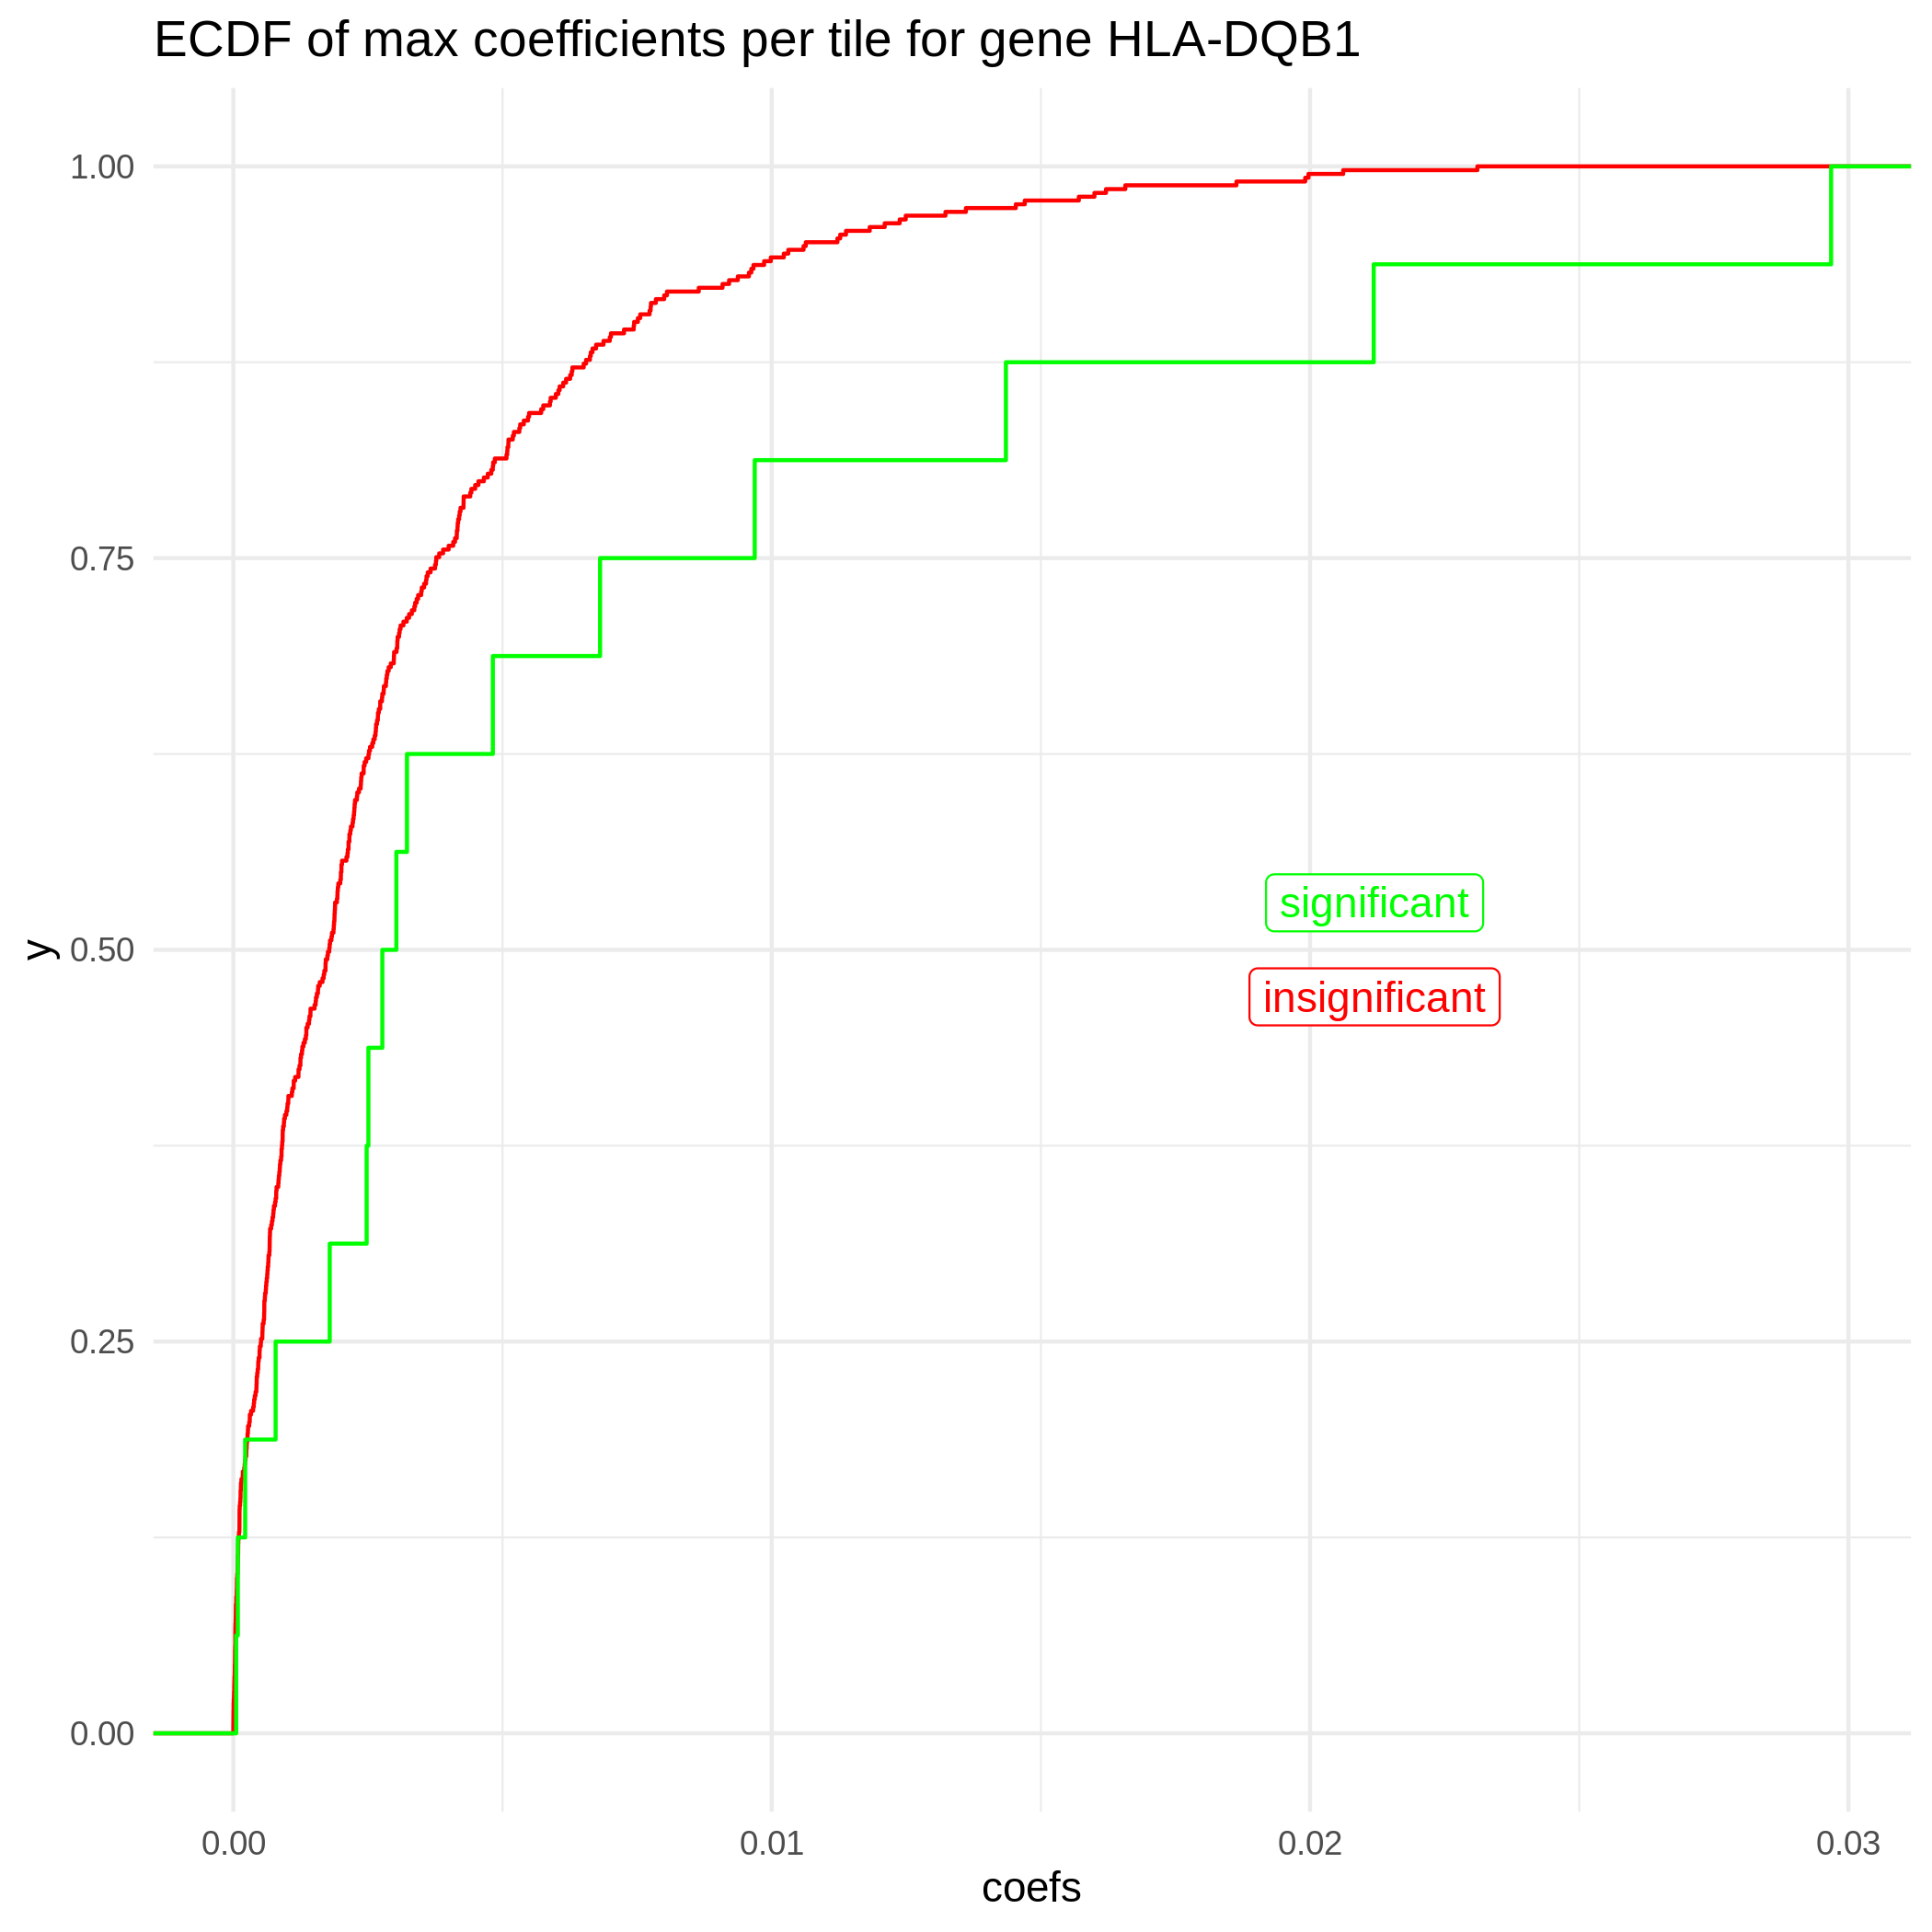 ECDF of max coefficients per tile for gene HLA-DQB1
1.00
0.75
0.50
0.25
0.00
y
significant
insignificant
0.00 0.01 0.02 0.03
coefs